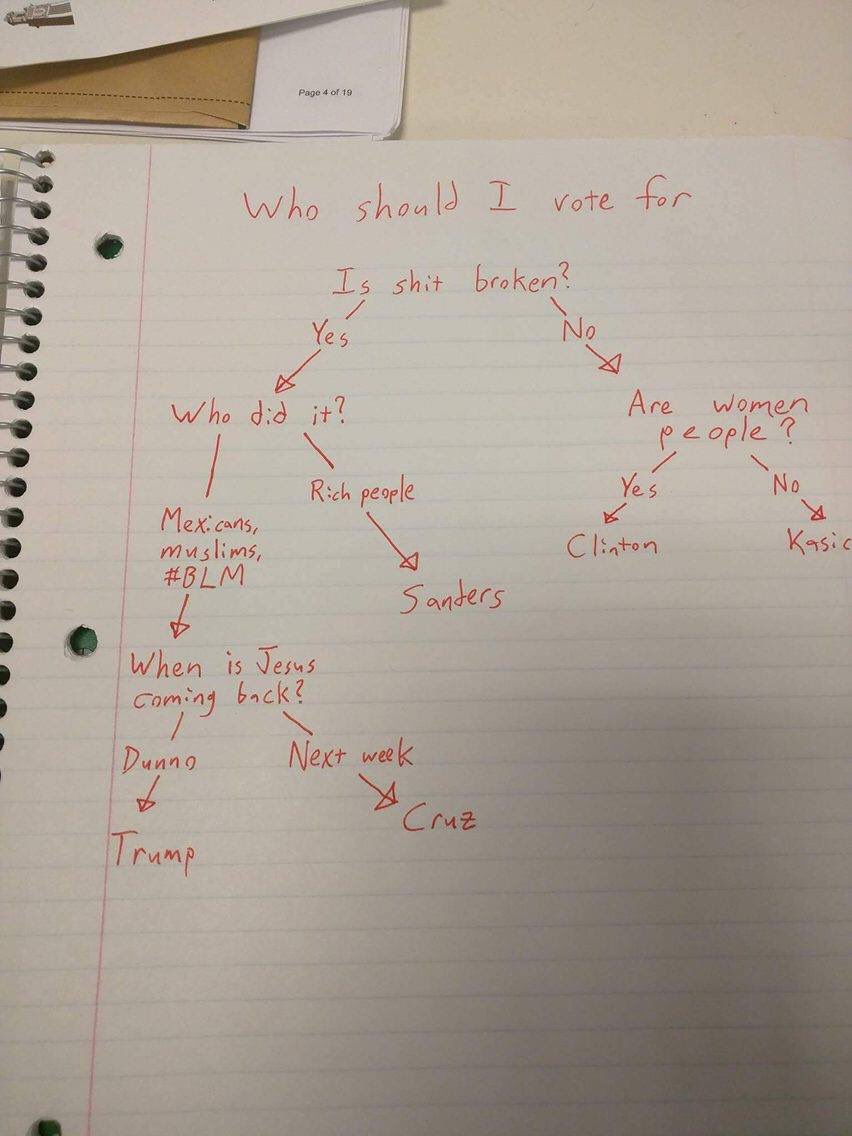 Page 4 of 19
Who should I vote for
Is shit broken?
Yes
No
Who did it?
Are women
people?
Rich people
Yes
No
Mexicans,
muslims,
#BLM
Clinton
Kasic
Sanders
When is Jesus
coming back?
Dunno
Next week
Cruz
Trump